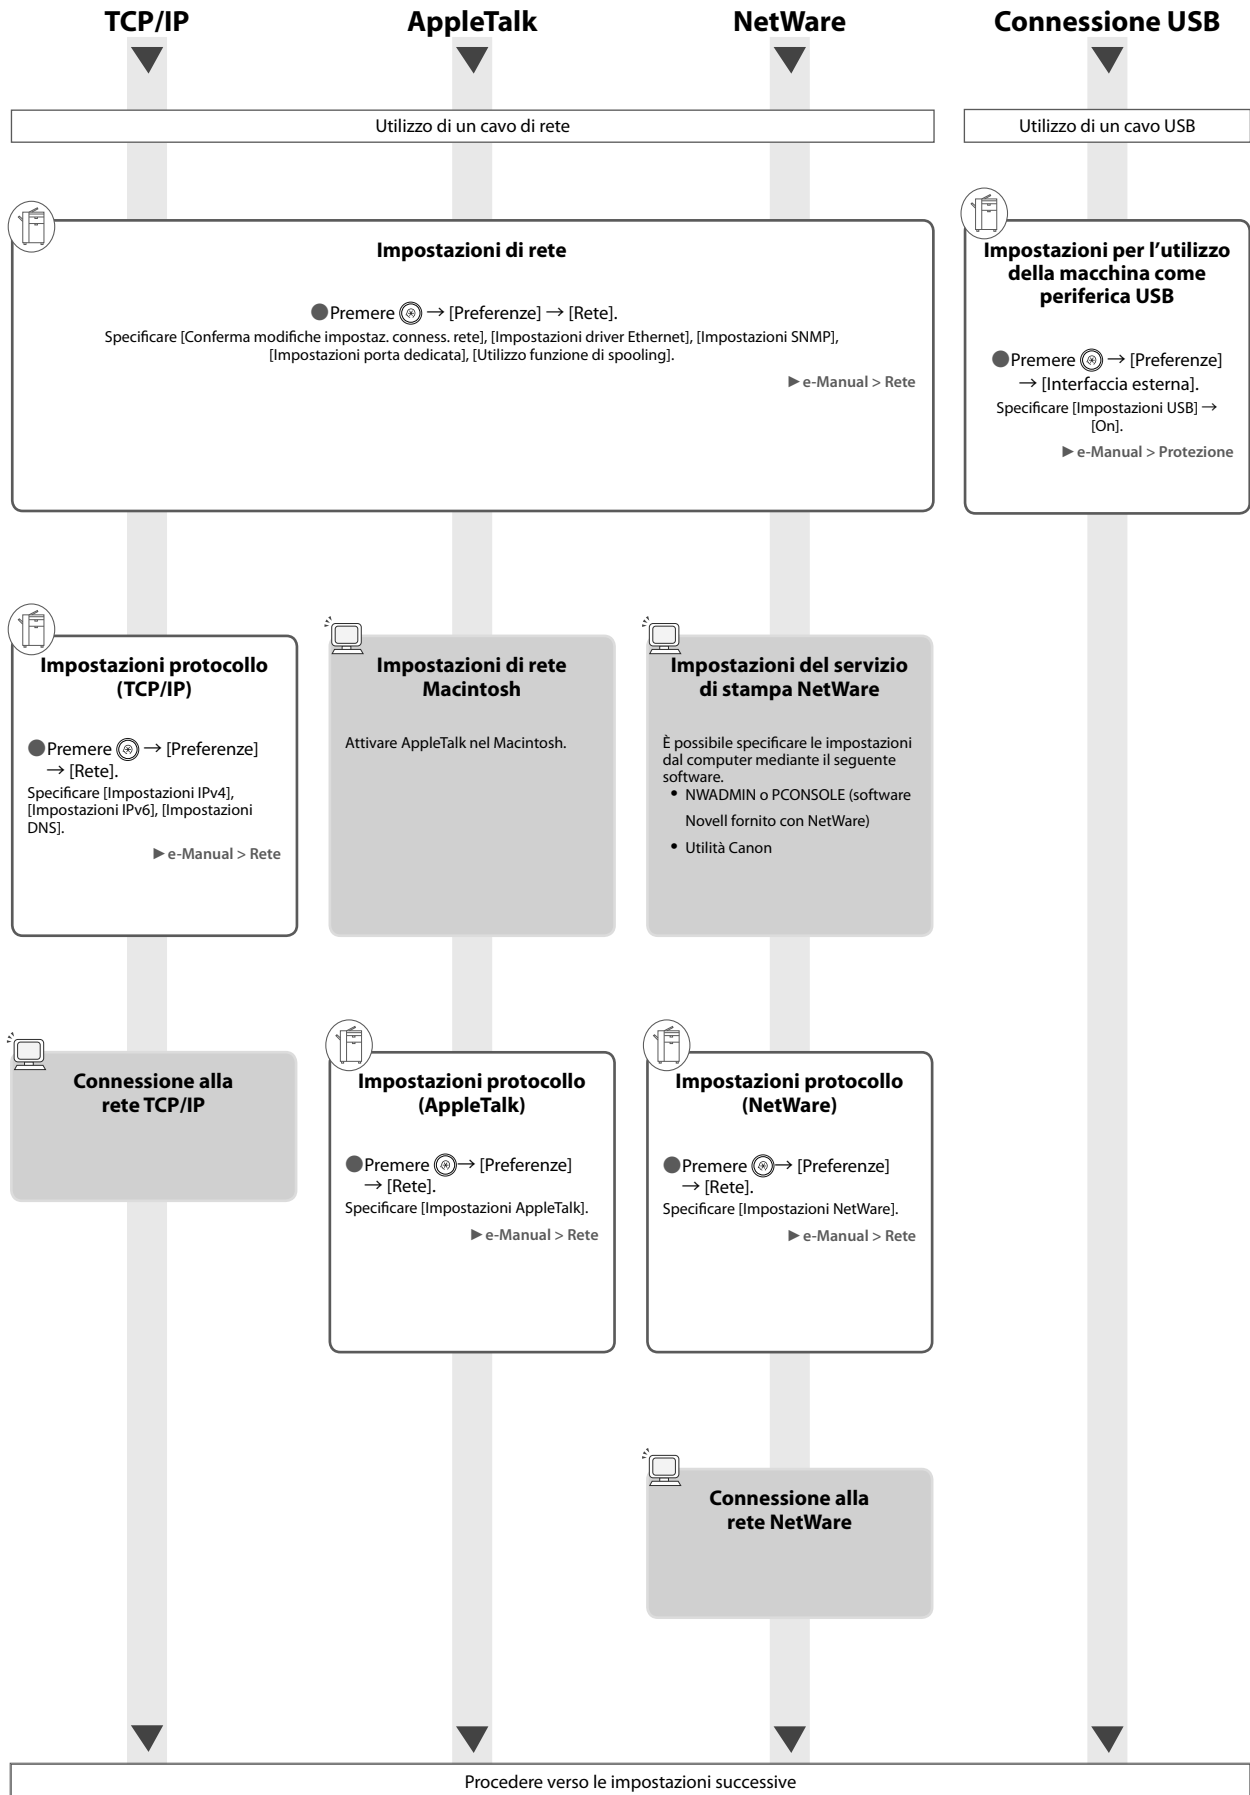 TCP/IP
AppleTalk
NetWare
Connessione USB
Utilizzo di un cavo di rete
Utilizzo di un cavo USB
Impostazioni di rete
●Premere → [Preferenze] → [Rete].
Specificare [Conferma modifiche impostaz. conness. rete], [Impostazioni driver Ethernet], [Impostazioni SNMP],
[Impostazioni porta dedicata], [Utilizzo funzione di spooling].
►e-Manual > Rete
Impostazioni per l’utilizzo
della macchina come
periferica USB
●Premere → [Preferenze]
→ [Interfaccia esterna].
Specificare [Impostazioni USB] →
[On].
►e-Manual > Protezione
Impostazioni protocollo
(TCP/IP)
●Premere → [Preferenze]
→ [Rete].
Specificare [Impostazioni IPv4],
[Impostazioni IPv6], [Impostazioni
DNS].
►e-Manual > Rete
Impostazioni di rete
Macintosh
Attivare AppleTalk nel Macintosh.
Impostazioni del servizio
di stampa NetWare
È possibile specificare le impostazioni
dal computer mediante il seguente
software.
• NWADMIN o PCONSOLE (software
Novell fornito con NetWare)
• Utilità Canon
Connessione alla
rete TCP/IP
Impostazioni protocollo
(AppleTalk)
●Premere → [Preferenze]
→ [Rete].
Specificare [Impostazioni AppleTalk].
►e-Manual > Rete
Impostazioni protocollo
(NetWare)
●Premere → [Preferenze]
→ [Rete].
Specificare [Impostazioni NetWare].
►e-Manual > Rete
Connessione alla
rete NetWare
Procedere verso le impostazioni successive